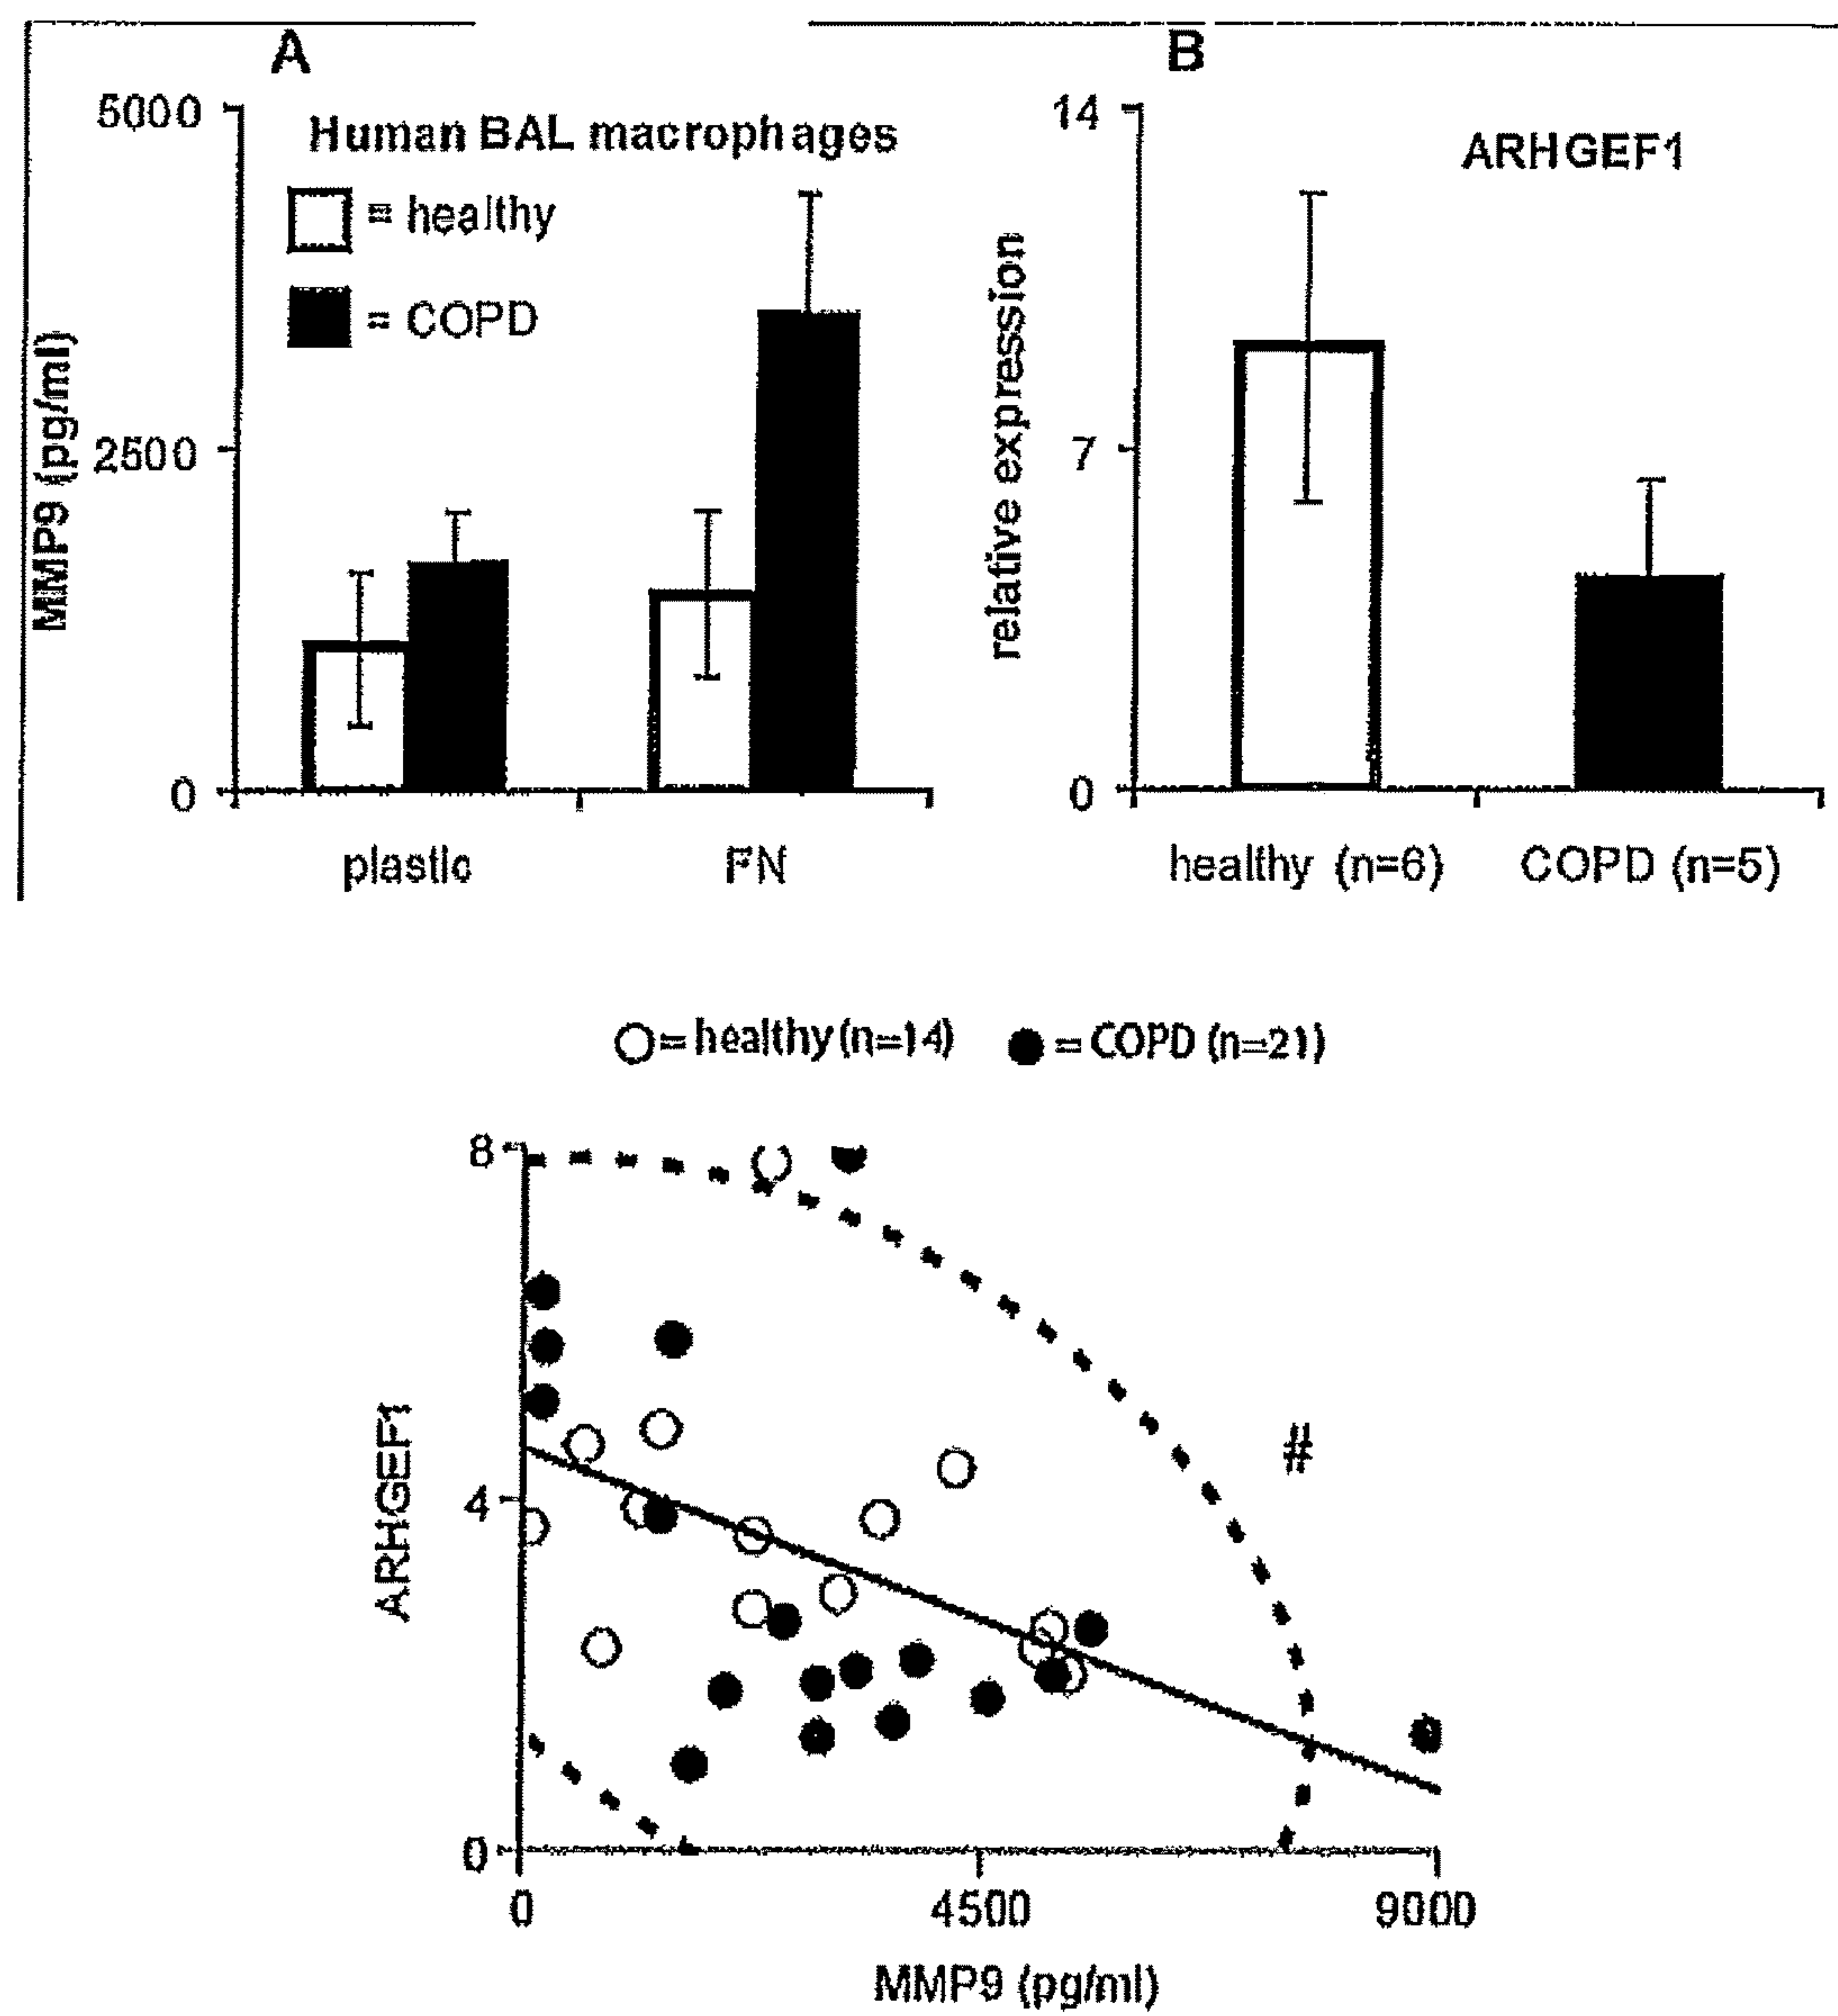 A
B
5000
2500
0
MMP9 (pg/ml)
Human BAL macrophages
= healthy
= COPD
plastic
FN
14
7
0
relative expression
ARHGEF1
healthy (n=6)
COPD (n=5)
= healthy (n=14)
= COPD (n=21)
8
4
0
ARHGEF1
#
0
4500
9000
MMP9 (pg/ml)